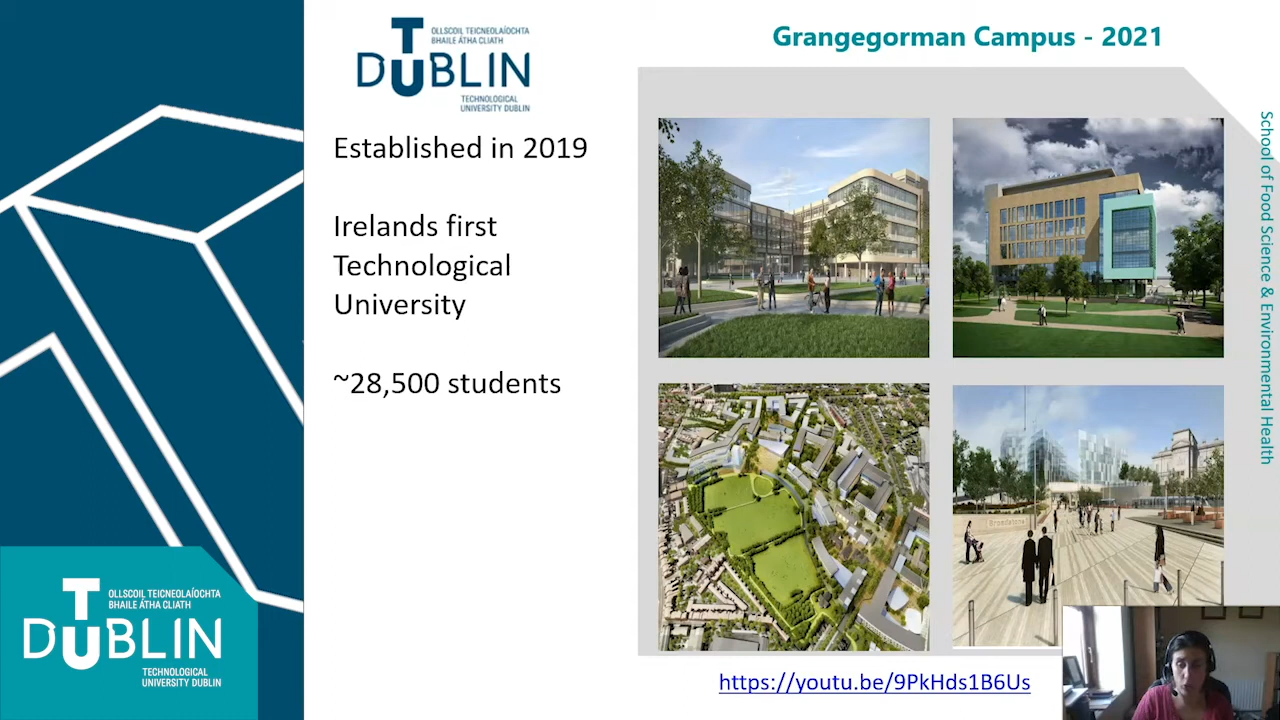 OLLSCOIL TEICNEOLAÍOCHTA
BHAILE ÁTHA CLIATH
TU DUBLIN
TECHNOLOGICAL
UNIVERSITY DUBLIN
Established in 2019
Irelands first
Technological
University
~28,500 students
Grangegorman Campus - 2021
School of Food Science & Environmental Health
https://youtu.be/9PkHds1B6Us
OLLSCOIL TEICNEOLAÍOCHTA
BHAILE ÁTHA CLIATH
TU DUBLIN
TECHNOLOGICAL
UNIVERSITY DUBLIN